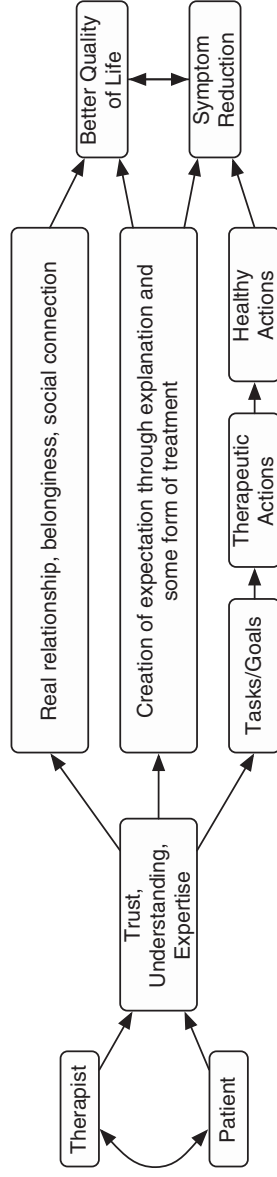 Therapist
Patient
Trust,
Understanding,
Expertise
Real relationship, belonginess, social connection
Creation of expectation through explanation and
some form of treatment
Tasks/Goals
Therapeutic
Actions
Healthy
Actions
Better Quality
of Life
Symptom
Reduction